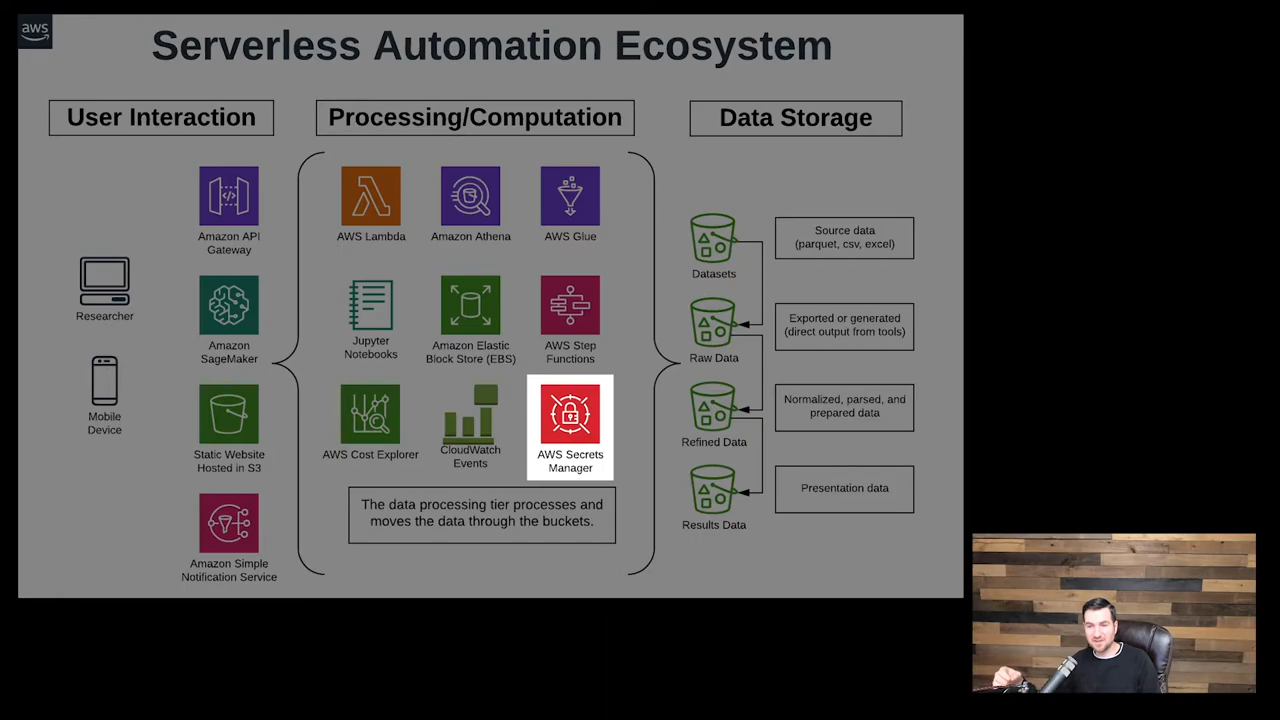 aws
Serverless Automation Ecosystem
User Interaction
Processing/Computation
Data Storage
Researcher
Mobile
Device
Amazon API
Gateway
Amazon
SageMaker
Static Website
Hosted in S3
Amazon Simple
Notification Service
AWS Lambda
Amazon Athena
AWS Glue
Jupyter
Notebooks
Amazon Elastic
Block Store (EBS)
AWS Step
Functions
AWS Cost Explorer
CloudWatch
Events
AWS Secrets
Manager
The data processing tier processes and
moves the data through the buckets.
Datasets
Source data
(parquet, csv, excel)
Raw Data
Exported or generated
(direct output from tools)
Refined Data
Normalized, parsed, and
prepared data
Results Data
Presentation data